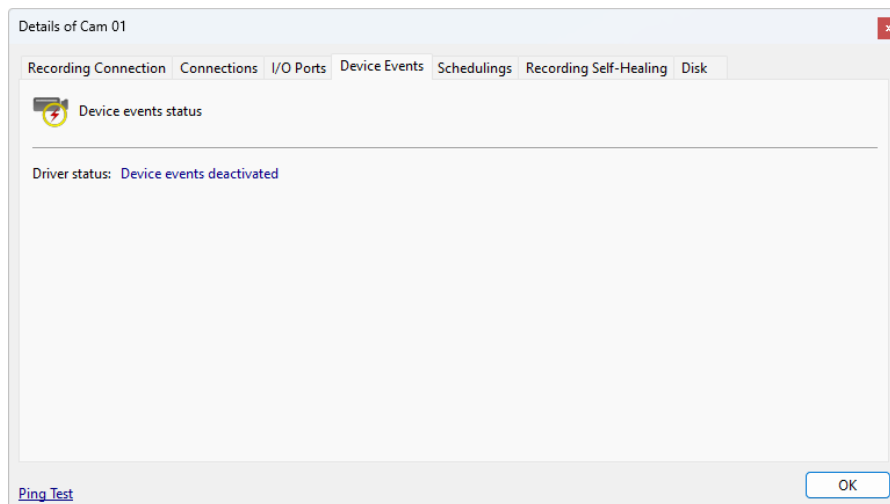 Details of Cam 01
x
Recording Connection Connections I/O Ports Device Events Schedulings Recording Self-Healing Disk
Device events status
Driver status: Device events deactivated
Ping Test
OK